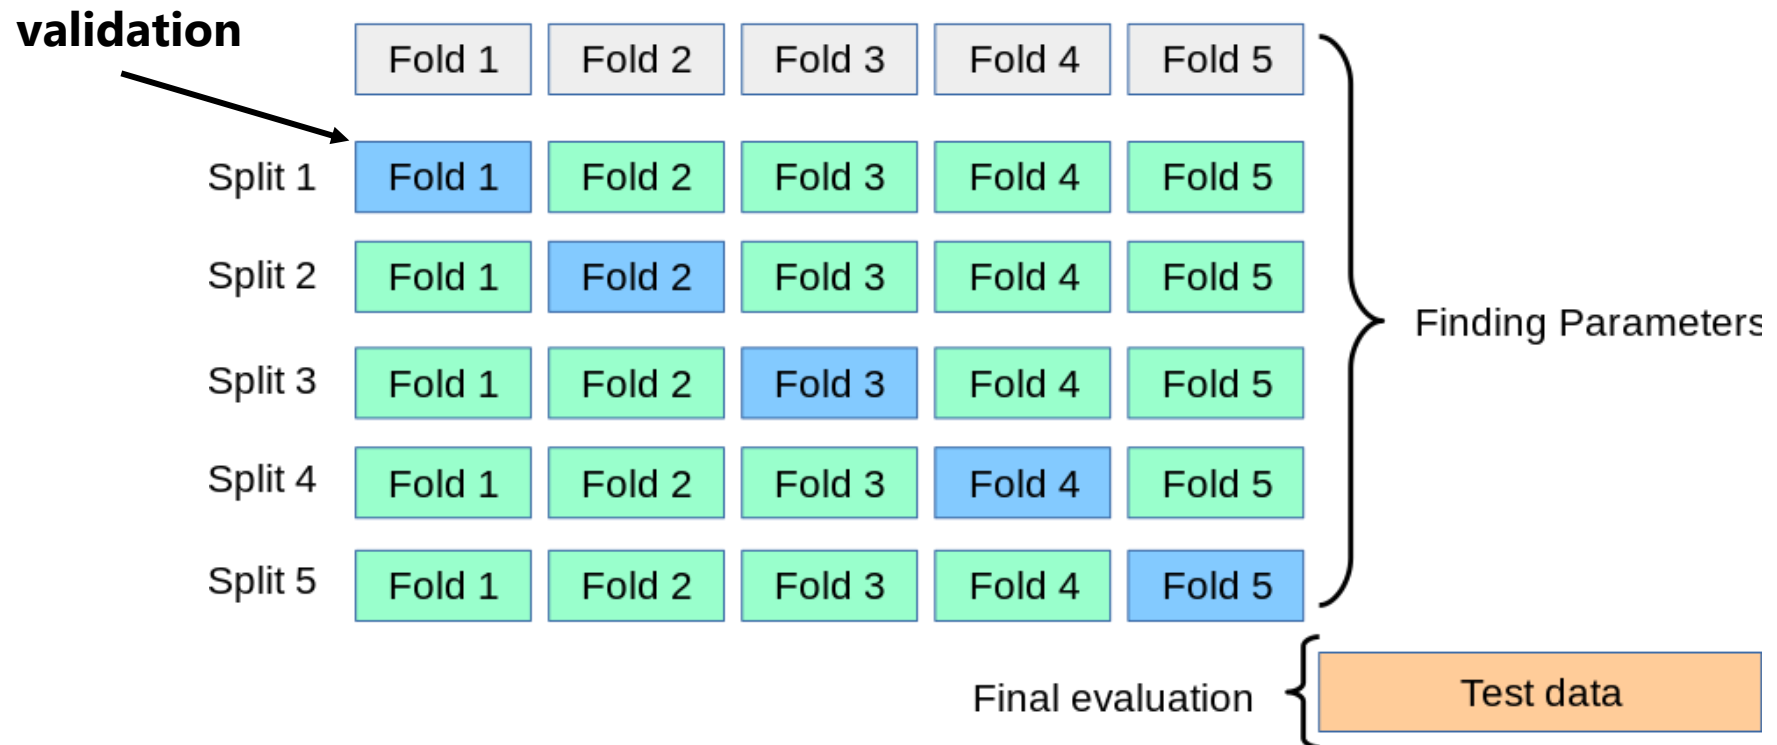 validation
Fold 1 Fold 2 Fold 3 Fold 4 Fold 5
Split 1 Fold 1 Fold 2 Fold 3 Fold 4 Fold 5
Split 2 Fold 1 Fold 2 Fold 3 Fold 4 Fold 5
Finding Parameters
Split 3 Fold 1 Fold 2 Fold 3 Fold 4 Fold 5
Split 4 Fold 1 Fold 2 Fold 3 Fold 4 Fold 5
Split 5 Fold 1 Fold 2 Fold 3 Fold 4 Fold 5
Final evaluation Test data